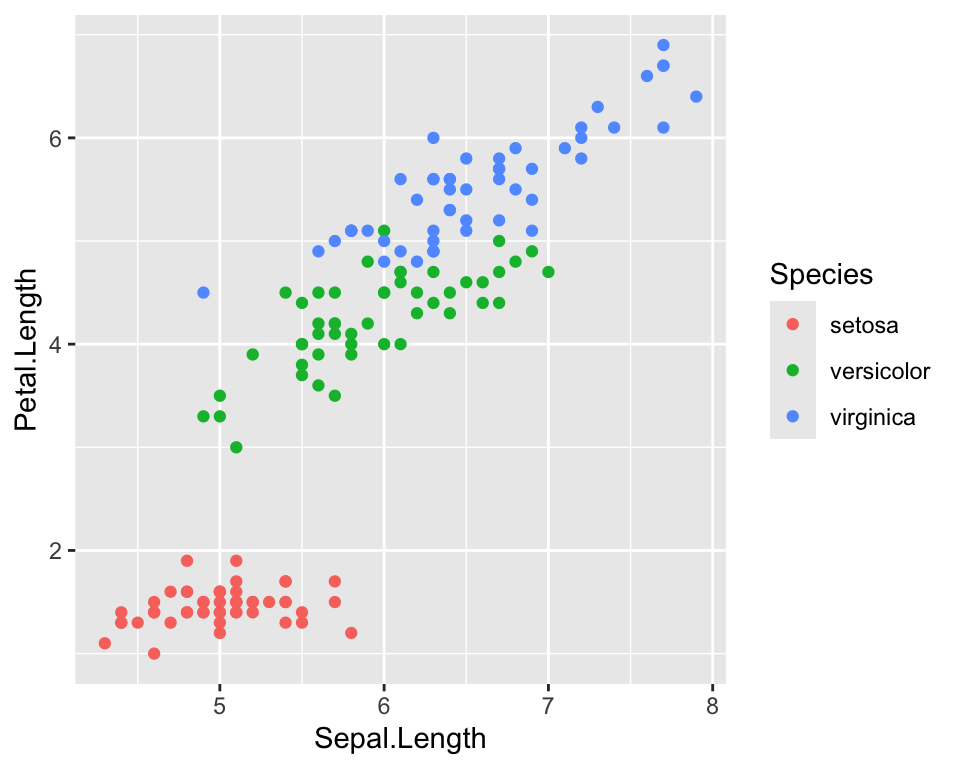 6
4
2
Petal.Length
5 6 7 8
Sepal.Length
Species
setosa
versicolor
virginica